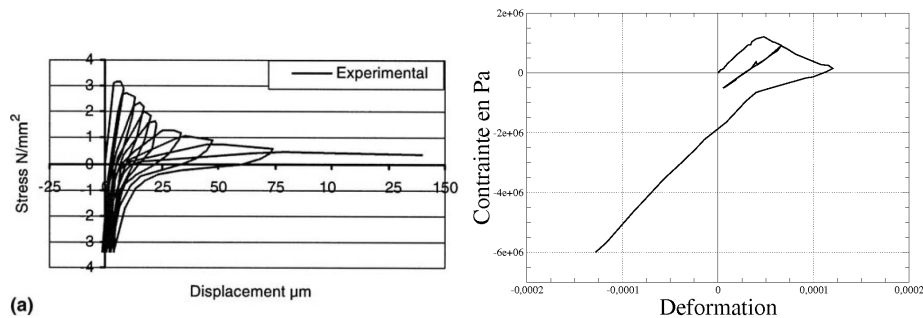 (a)
Stress N/mm²
4
3
2
1
0
-1
-2
-3
-4
-25
0
25
50
75
10
125
150
Experimental
Displacement µm
Contrainte en Pa
2e+06
0
-2e+06
-4e+06
-6e+06
-0,0002
-0,0001
0
0,0001
0,0002
Deformation